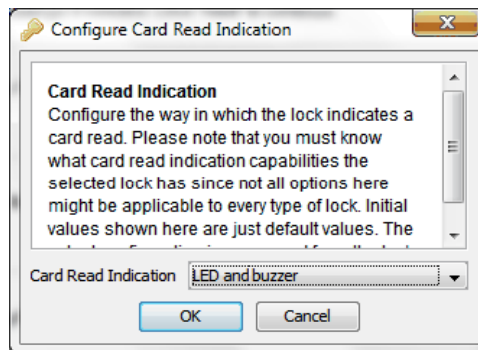 Configure Card Read Indication
Card Read Indication
Configure the way in which the lock indicates a
card read. Please note that you must know
what card read indication capabilities the
selected lock has since not all options here
might be applicable to every type of lock. Initial
values shown here are just default values. The
Card Read Indication LED and buzzer
OK Cancel